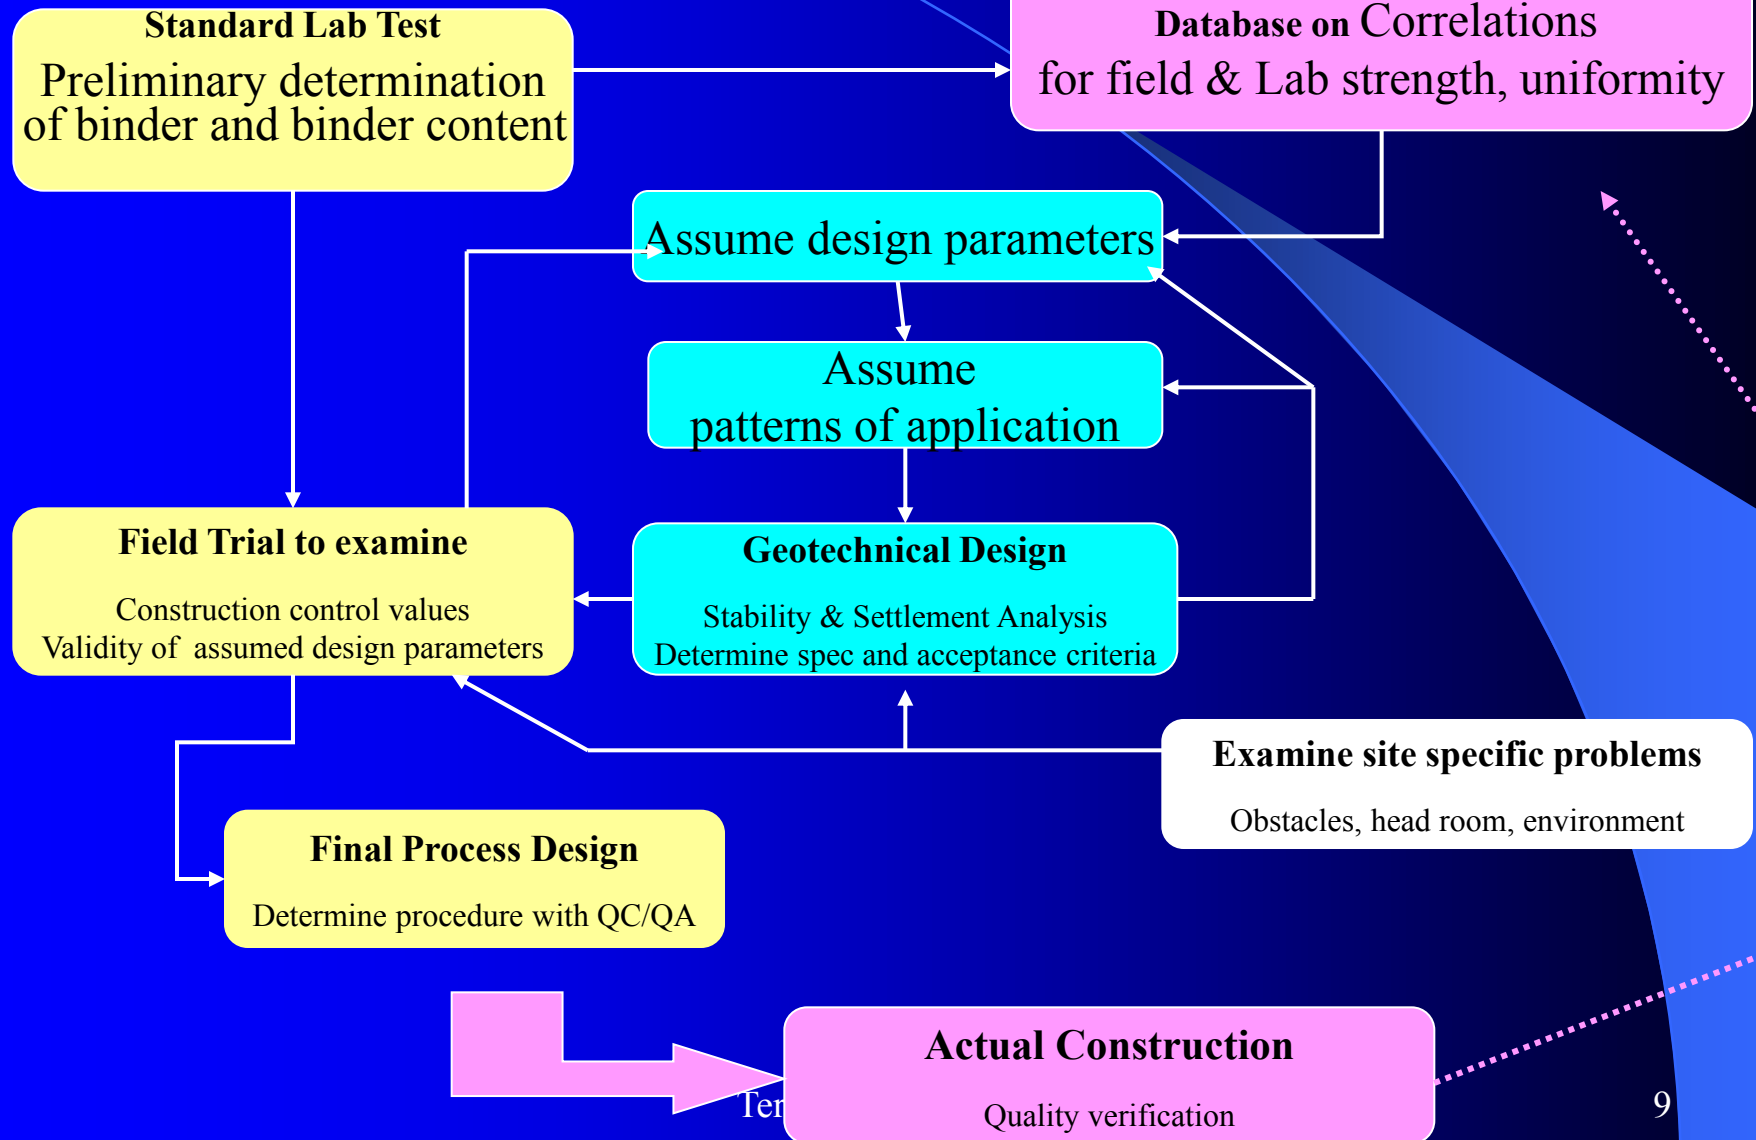 Standard Lab Test
Preliminary determination
of binder and binder content
Database on Correlations
for field & Lab strength, uniformity
Assume design parameters
Assume
patterns of application
Field Trial to examine
Construction control values
Validity of assumed design parameters
Geotechnical Design
Stability & Settlement Analysis
Determine spec and acceptance criteria
Examine site specific problems
Obstacles, head room, environment
Final Process Design
Determine procedure with QC/QA
Actual Construction
Quality verification
9